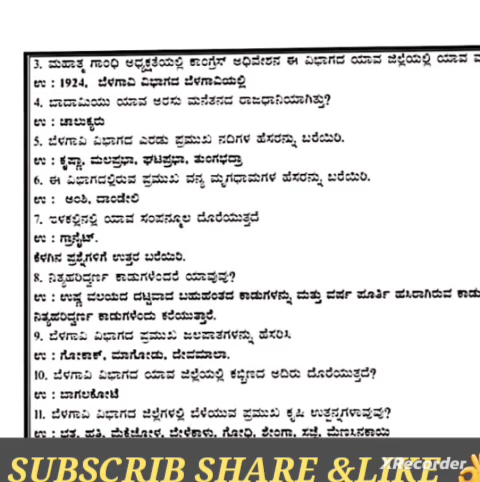 3. ಮಹಾತ್ಮ ಗಾಂಧಿ ಅಧ್ಯಕ್ಷತೆಯಲ್ಲಿ ಕಾಂಗ್ರೆಸ್ ಅಧಿವೇಶನ ಈ ವಿಭಾಗದ ಯಾವ ಜಿಲ್ಲೆಯಲ್ಲಿ ಯಾವ
ಉ : 1924, ಬೆಳಗಾವಿ ವಿಭಾಗದ ಬೆಳಗಾವಿಯಲ್ಲಿ
4. ಬಾದಾಮಿಯು ಯಾವ ಅರಸು ಮನೆತನದ ರಾಜಧಾನಿಯಾಗಿತ್ತು?
ಉ : ಚಾಲುಕ್ಯರು
5. ಬೆಳಗಾವಿ ವಿಭಾಗದ ಎರಡು ಪ್ರಮುಖ ನದಿಗಳ ಹೆಸರನ್ನು ಬರೆಯಿರಿ.
ಉ : ಕೃಷ್ಣಾ, ಮಲಪ್ರಭಾ, ಘಟಪ್ರಭಾ, ತುಂಗಭದ್ರಾ
6. ಈ ವಿಭಾಗದಲ್ಲಿರುವ ಪ್ರಮುಖ ವನ್ಯ ಮೃಗಧಾಮಗಳ ಹೆಸರನ್ನು ಬರೆಯಿರಿ.
ಉ : ಅಂಶಿ, ದಾಂಡೇಲಿ
7. ಇಳಕಲ್ಲಿನಲ್ಲಿ ಯಾವ ಸಂಪನ್ಮೂಲ ದೊರೆಯುತ್ತದೆ
ಉ : ಗ್ರಾನೈಟ್.
ಕೆಳಗಿನ ಪ್ರಶ್ನೆಗಳಿಗೆ ಉತ್ತರ ಬರೆಯಿರಿ.
8. ನಿತ್ಯಹರಿದ್ವರ್ಣ ಕಾಡುಗಳೆಂದರೆ ಯಾವುವು?
ಉ : ಉಷ್ಣ ವಲಯದ ದಟ್ಟವಾದ ಬಹುಹಂತದ ಕಾಡುಗಳನ್ನು ಮತ್ತು ವರ್ಷ ಪೂರ್ತಿ ಹಸಿರಾಗಿರುವ ಕಾಡು
ನಿತ್ಯಹರಿದ್ವರ್ಣ ಕಾಡುಗಳೆಂದು ಕರೆಯುತ್ತಾರೆ.
9. ಬೆಳಗಾವಿ ವಿಭಾಗದ ಪ್ರಮುಖ ಜಲಪಾತಗಳನ್ನು ಹೆಸರಿಸಿ
ಉ : ಗೋಕಾಕ್, ಮಾಗೋಡು, ದೇವಮಾಲಾ.
10. ಬೆಳಗಾವಿ ವಿಭಾಗದ ಯಾವ ಜಿಲ್ಲೆಯಲ್ಲಿ ಕಬ್ಬಿಣದ ಅದಿರು ದೊರೆಯುತ್ತದೆ?
ಉ : ಬಾಗಲಕೋಟೆ
11. ಬೆಳಗಾವಿ ವಿಭಾಗದ ಜಿಲ್ಲೆಗಳಲ್ಲಿ ಬೆಳೆಯುವ ಪ್ರಮುಖ ಕೃಷಿ ಉತ್ಪನ್ನಗಳಾವುವು?
ಉ : ಭತ್ತ, ಹತ್ತಿ, ಮೆಕ್ಕೆಜೋಳ, ಬೇಳೆಕಾಳು, ಗೋಧಿ, ಶೇಂಗಾ, ಸಜ್ಜೆ, ಮೆಣಸಿನಕಾಯಿ
SUBSCRIB SHARE &LIKE
XRecorder